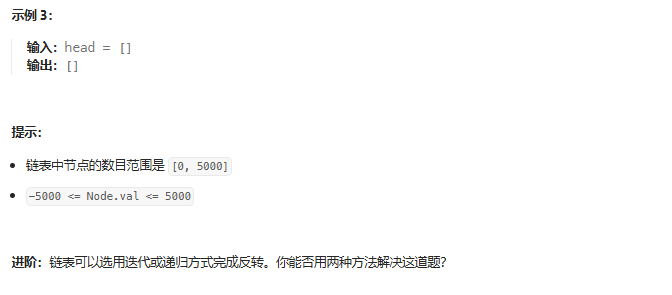 示例 3：
输入：head = []
输出：[]
提示：
链表中节点的数目范围是 [0, 5000]
-5000 <= Node.val <= 5000
进阶：链表可以选用迭代或递归方式完成反转。你能否用两种方法解决这道题？